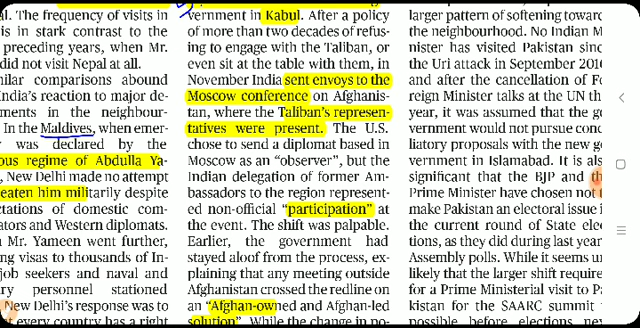 al. The frequency of visits in
is in stark contrast to the
preceding years, when Mr.
did not visit Nepal at all.
milar comparisons abound
ndia's reaction to major de-
ments in the neighbour-
In the Maldives, when emer-
was declared by the
ous regime of Abdulla Ya-
, New Delhi made no attempt
eaten him militarily despite
ctations of domestic com-
ators and Western diplomats.
n Mr. Yameen went further,
ng visas to thousands of In-
job seekers and naval and
ry personnel stationed
New Delhi's response was to
t every country has a right
vernment in Kabul. After a policy
of more than two decades of refus-
ing to engage with the Taliban, or
even sit at the table with them, in
November India sent envoys to the
Moscow conference on Afghanis-
tan, where the Taliban's represen-
tatives were present. The U.S.
chose to send a diplomat based in
Moscow as an "observer", but the
Indian delegation of former Am-
bassadors to the region represent-
ed non-official "participation" at
the event. The shift was palpable.
Earlier, the government had
stayed aloof from the process, ex-
plaining that any meeting outside
Afghanistan crossed the redline on
an "Afghan-owned and Afghan-led
solution". While the change in po-
larger pattern of softening toward
the neighbourhood. No Indian M
nister has visited Pakistan sinc
the Uri attack in September 2016
and after the cancellation of Fo
reign Minister talks at the UN th
year, it was assumed that the go
vernment would not pursue conc
liatory proposals with the new g
vernment in Islamabad. It is als
significant that the BJP and th
Prime Minister have chosen not t
make Pakistan an electoral issue i
the current round of State elec
tions, as they did during last year
Assembly polls. While it seems un
likely that the larger shift require
for a Prime Ministerial visit to Pa
kistan for the SAARC summit
possible before elections, nev